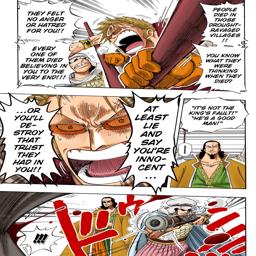 PEOPLE
DIED IN
THOSE
DROUGHT-
RAVAGED
VILLAGES
!!
YOU KNOW
WHAT THEY
WERE
THINKING
WHEN THEY
DIED?
THEY FELT
NO ANGER
OR HATRED
FOR
YOU!!
EVERY
ONE OF
THEM DIED
BELIEVING
IN YOU TO
THE VERY
END!!!
"IT'S NOT THE
KING'S FAULT!"
"HE'S A GOOD
MAN!"
AT
LEAST
LIE AND
SAY
YOU'RE
INNO-
CENT
...
...OR
YOU'LL
DE-
STROY
THAT
TRUST
THEY
HAD IN
YOU!!
!!!